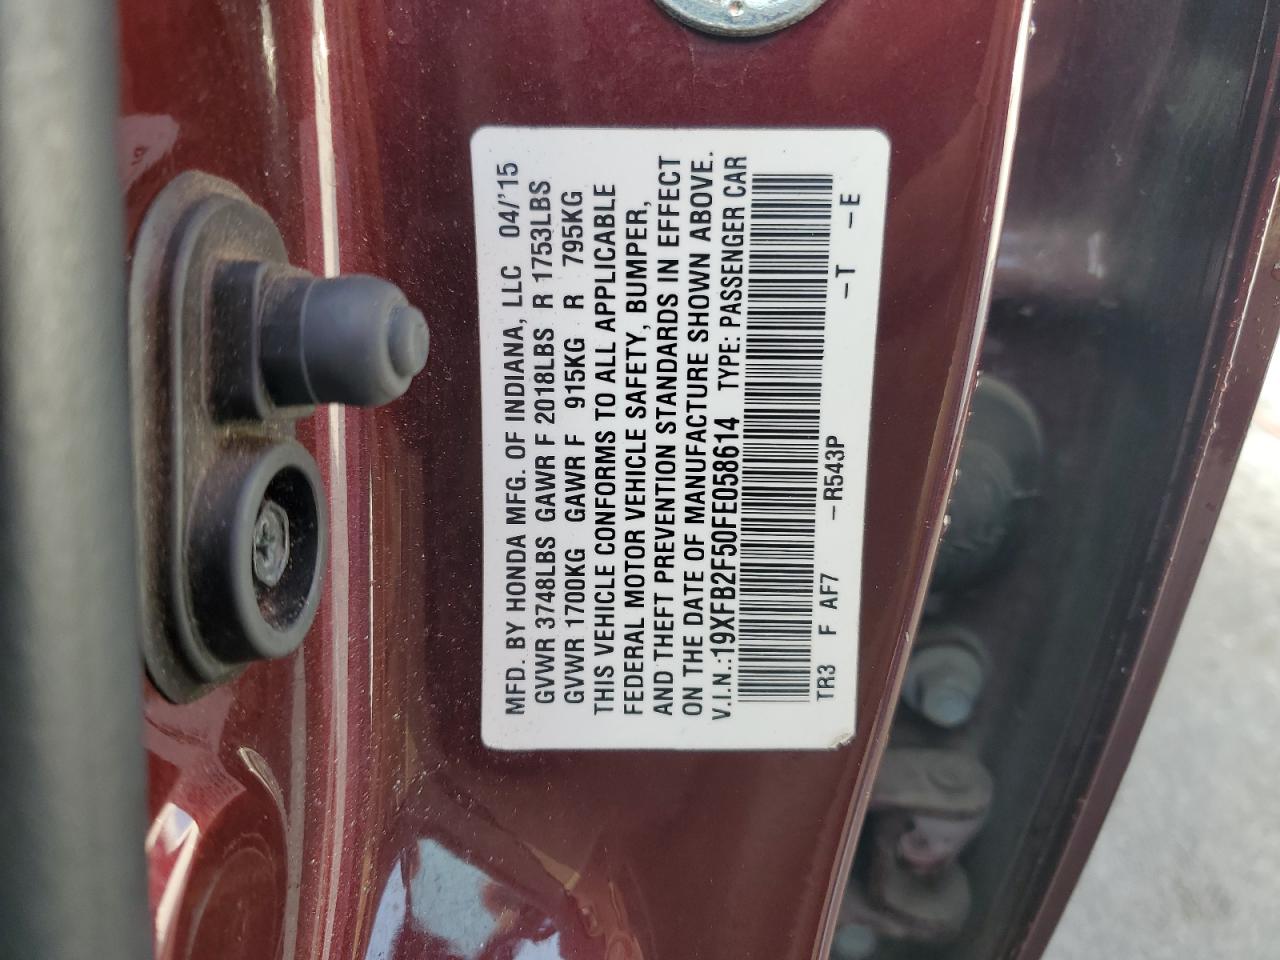 MFD. BY HONDA MFG. OF INDIANA, LLC 04/'15
GVWR 3748LBS GAWR F 2018LBS R 1753LBS
GVWR 1700KG GAWR F 915KG R 795KG
THIS VEHICLE CONFORMS TO ALL APPLICABLE
FEDERAL MOTOR VEHICLE SAFETY, BUMPER,
AND THEFT PREVENTION STANDARDS IN EFFECT
ON THE DATE OF MANUFACTURE SHOWN ABOVE.
V.I.N.:19XFB2F50FE058614 TYPE: PASSENGER CAR
TR3 F AF7 –R543P –T –E